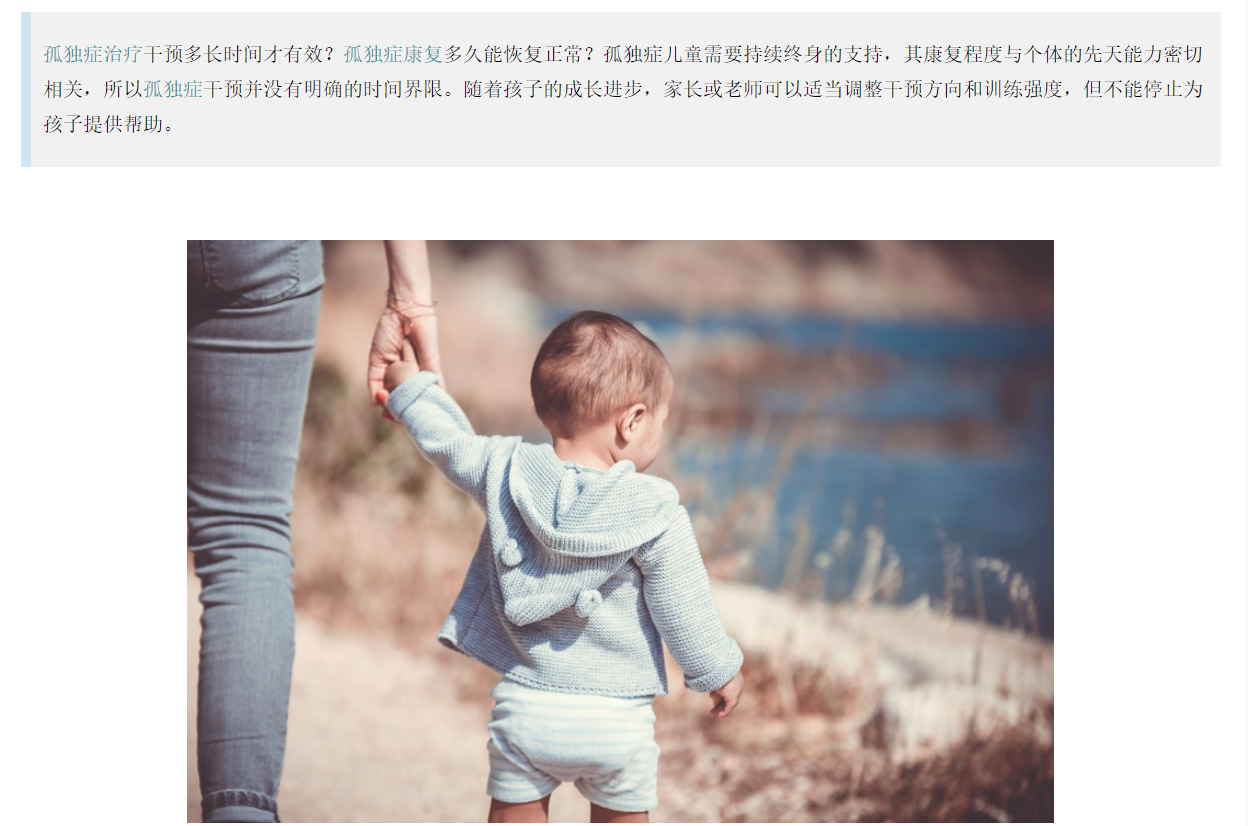 孤独症治疗干预多长时间才有效？孤独症康复多久能恢复正常？孤独症儿童需要持续终身的支持，其康复程度与个体的先天能力密切
相关，所以孤独症干预并没有明确的时间界限。随着孩子的成长进步，家长或老师可以适当调整干预方向和训练强度，但不能停止为
孩子提供帮助。